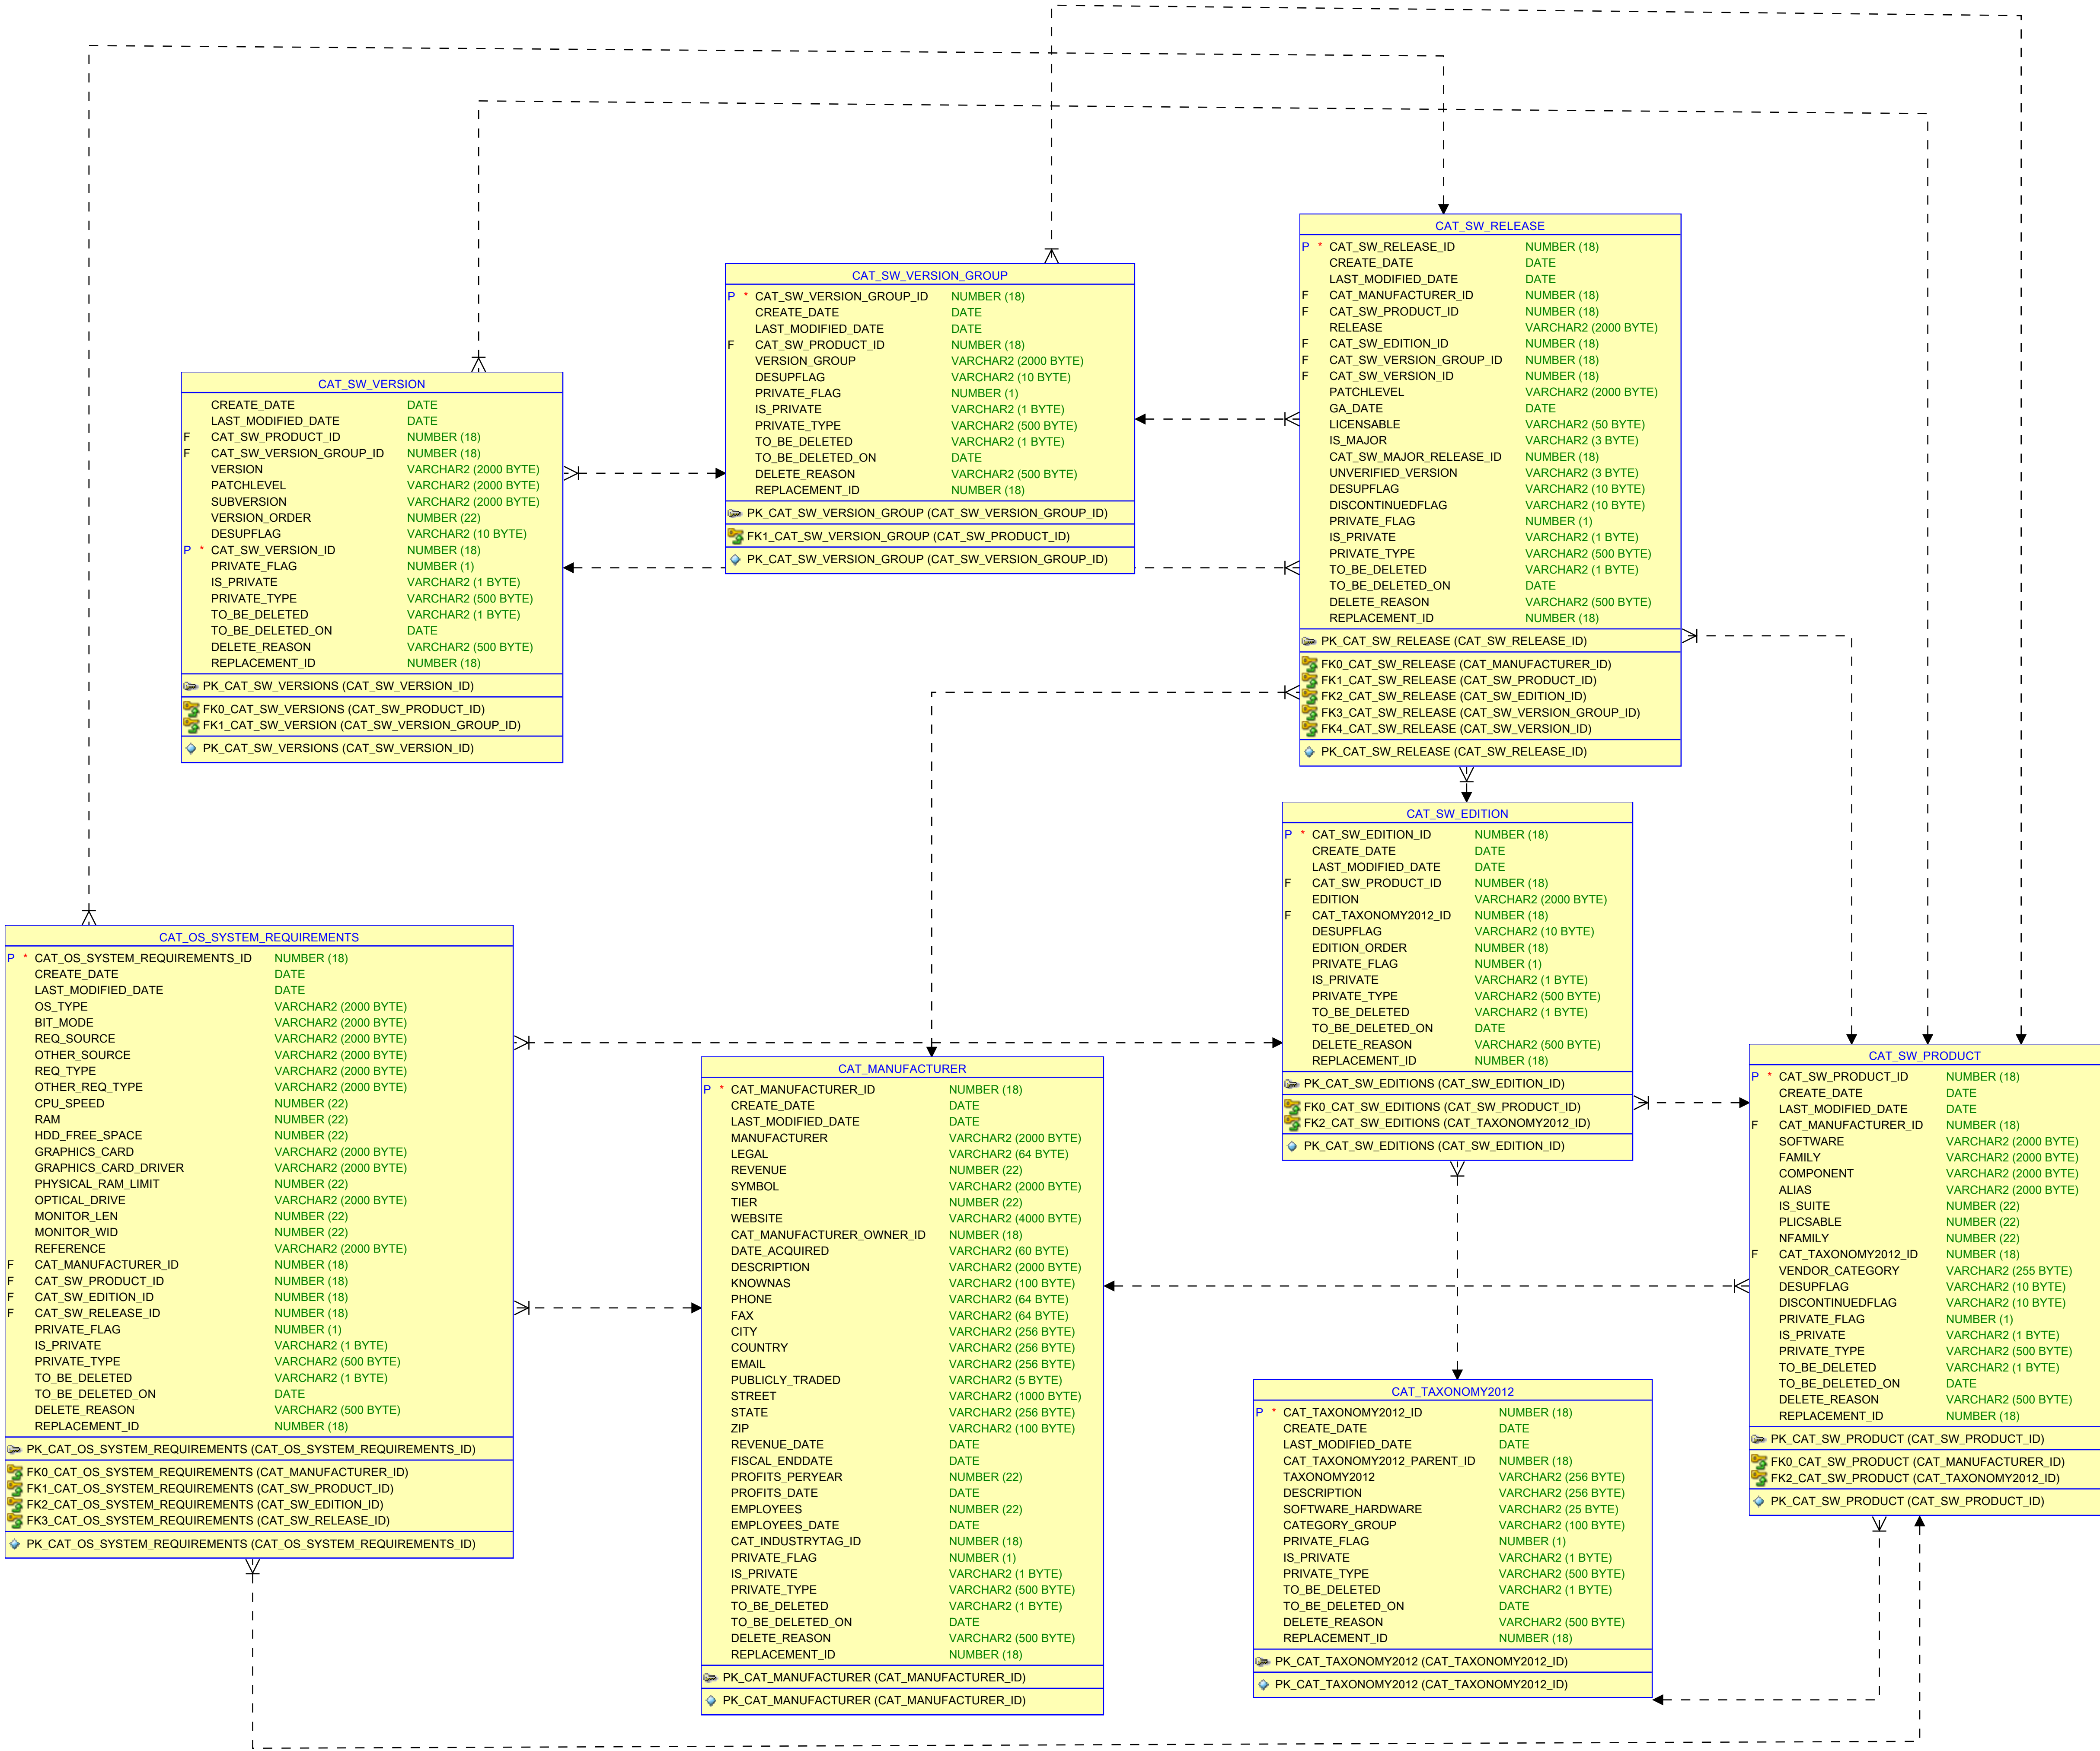 CAT_SW_RELEASE
P * CAT_SW_RELEASE_ID NUMBER (18)
CREATE_DATE DATE
LAST_MODIFIED_DATE DATE
F CAT_MANUFACTURER_ID NUMBER (18)
F CAT_SW_PRODUCT_ID NUMBER (18)
RELEASE VARCHAR2 (2000 BYTE)
F CAT_SW_EDITION_ID NUMBER (18)
F CAT_SW_VERSION_GROUP_ID NUMBER (18)
F CAT_SW_VERSION_ID NUMBER (18)
PATCHLEVEL VARCHAR2 (2000 BYTE)
GA_DATE DATE
LICENSABLE VARCHAR2 (50 BYTE)
IS_MAJOR VARCHAR2 (3 BYTE)
CAT_SW_MAJOR_RELEASE_ID NUMBER (18)
UNVERIFIED_VERSION VARCHAR2 (3 BYTE)
DESUPFLAG VARCHAR2 (10 BYTE)
DISCONTINUEDFLAG VARCHAR2 (10 BYTE)
PRIVATE_FLAG NUMBER (1)
IS_PRIVATE VARCHAR2 (1 BYTE)
PRIVATE_TYPE VARCHAR2 (500 BYTE)
TO_BE_DELETED VARCHAR2 (1 BYTE)
TO_BE_DELETED_ON DATE
DELETE_REASON VARCHAR2 (500 BYTE)
REPLACEMENT_ID NUMBER (18)
PK_CAT_SW_RELEASE (CAT_SW_RELEASE_ID)
FK0_CAT_SW_RELEASE (CAT_MANUFACTURER_ID)
FK1_CAT_SW_RELEASE (CAT_SW_PRODUCT_ID)
FK2_CAT_SW_RELEASE (CAT_SW_EDITION_ID)
FK3_CAT_SW_RELEASE (CAT_SW_VERSION_GROUP_ID)
FK4_CAT_SW_RELEASE (CAT_SW_VERSION_ID)
PK_CAT_SW_RELEASE (CAT_SW_RELEASE_ID)
CAT_SW_VERSION_GROUP
P * CAT_SW_VERSION_GROUP_ID NUMBER (18)
CREATE_DATE DATE
LAST_MODIFIED_DATE DATE
F CAT_SW_PRODUCT_ID NUMBER (18)
VERSION_GROUP VARCHAR2 (2000 BYTE)
DESUPFLAG VARCHAR2 (10 BYTE)
PRIVATE_FLAG NUMBER (1)
IS_PRIVATE VARCHAR2 (1 BYTE)
PRIVATE_TYPE VARCHAR2 (500 BYTE)
TO_BE_DELETED VARCHAR2 (1 BYTE)
TO_BE_DELETED_ON DATE
DELETE_REASON VARCHAR2 (500 BYTE)
REPLACEMENT_ID NUMBER (18)
PK_CAT_SW_VERSION_GROUP (CAT_SW_VERSION_GROUP_ID)
FK1_CAT_SW_VERSION_GROUP (CAT_SW_PRODUCT_ID)
PK_CAT_SW_VERSION_GROUP (CAT_SW_VERSION_GROUP_ID)
CAT_SW_VERSION
CREATE_DATE DATE
LAST_MODIFIED_DATE DATE
F CAT_SW_PRODUCT_ID NUMBER (18)
F CAT_SW_VERSION_GROUP_ID NUMBER (18)
VERSION VARCHAR2 (2000 BYTE)
PATCHLEVEL VARCHAR2 (2000 BYTE)
SUBVERSION VARCHAR2 (2000 BYTE)
VERSION_ORDER NUMBER (22)
DESUPFLAG VARCHAR2 (10 BYTE)
P * CAT_SW_VERSION_ID NUMBER (18)
PRIVATE_FLAG NUMBER (1)
IS_PRIVATE VARCHAR2 (1 BYTE)
PRIVATE_TYPE VARCHAR2 (500 BYTE)
TO_BE_DELETED VARCHAR2 (1 BYTE)
TO_BE_DELETED_ON DATE
DELETE_REASON VARCHAR2 (500 BYTE)
REPLACEMENT_ID NUMBER (18)
PK_CAT_SW_VERSIONS (CAT_SW_VERSION_ID)
FK0_CAT_SW_VERSIONS (CAT_SW_PRODUCT_ID)
FK1_CAT_SW_VERSION (CAT_SW_VERSION_GROUP_ID)
PK_CAT_SW_VERSIONS (CAT_SW_VERSION_ID)
CAT_SW_EDITION
P * CAT_SW_EDITION_ID NUMBER (18)
CREATE_DATE DATE
LAST_MODIFIED_DATE DATE
F CAT_SW_PRODUCT_ID NUMBER (18)
EDITION VARCHAR2 (2000 BYTE)
F CAT_TAXONOMY2012_ID NUMBER (18)
DESUPFLAG VARCHAR2 (10 BYTE)
EDITION_ORDER NUMBER (18)
PRIVATE_FLAG NUMBER (1)
IS_PRIVATE VARCHAR2 (1 BYTE)
PRIVATE_TYPE VARCHAR2 (500 BYTE)
TO_BE_DELETED VARCHAR2 (1 BYTE)
TO_BE_DELETED_ON DATE
DELETE_REASON VARCHAR2 (500 BYTE)
REPLACEMENT_ID NUMBER (18)
PK_CAT_SW_EDITIONS (CAT_SW_EDITION_ID)
FK0_CAT_SW_EDITIONS (CAT_SW_PRODUCT_ID)
FK2_CAT_SW_EDITIONS (CAT_TAXONOMY2012_ID)
PK_CAT_SW_EDITIONS (CAT_SW_EDITION_ID)
CAT_OS_SYSTEM_REQUIREMENTS
P * CAT_OS_SYSTEM_REQUIREMENTS_ID NUMBER (18)
CREATE_DATE DATE
LAST_MODIFIED_DATE DATE
OS_TYPE VARCHAR2 (2000 BYTE)
BIT_MODE VARCHAR2 (2000 BYTE)
REQ_SOURCE VARCHAR2 (2000 BYTE)
OTHER_SOURCE VARCHAR2 (2000 BYTE)
REQ_TYPE VARCHAR2 (2000 BYTE)
OTHER_REQ_TYPE VARCHAR2 (2000 BYTE)
CPU_SPEED NUMBER (22)
RAM NUMBER (22)
HDD_FREE_SPACE NUMBER (22)
GRAPHICS_CARD VARCHAR2 (2000 BYTE)
GRAPHICS_CARD_DRIVER VARCHAR2 (2000 BYTE)
PHYSICAL_RAM_LIMIT NUMBER (22)
OPTICAL_DRIVE VARCHAR2 (2000 BYTE)
MONITOR_LEN NUMBER (22)
MONITOR_WID NUMBER (22)
REFERENCE VARCHAR2 (2000 BYTE)
F CAT_MANUFACTURER_ID NUMBER (18)
F CAT_SW_PRODUCT_ID NUMBER (18)
F CAT_SW_EDITION_ID NUMBER (18)
F CAT_SW_RELEASE_ID NUMBER (18)
PRIVATE_FLAG NUMBER (1)
IS_PRIVATE VARCHAR2 (1 BYTE)
PRIVATE_TYPE VARCHAR2 (500 BYTE)
TO_BE_DELETED VARCHAR2 (1 BYTE)
TO_BE_DELETED_ON DATE
DELETE_REASON VARCHAR2 (500 BYTE)
REPLACEMENT_ID NUMBER (18)
PK_CAT_OS_SYSTEM_REQUIREMENTS (CAT_OS_SYSTEM_REQUIREMENTS_ID)
FK0_CAT_OS_SYSTEM_REQUIREMENTS (CAT_MANUFACTURER_ID)
FK1_CAT_OS_SYSTEM_REQUIREMENTS (CAT_SW_PRODUCT_ID)
FK2_CAT_OS_SYSTEM_REQUIREMENTS (CAT_SW_EDITION_ID)
FK3_CAT_OS_SYSTEM_REQUIREMENTS (CAT_SW_RELEASE_ID)
PK_CAT_OS_SYSTEM_REQUIREMENTS (CAT_OS_SYSTEM_REQUIREMENTS_ID)
CAT_MANUFACTURER
P * CAT_MANUFACTURER_ID NUMBER (18)
CREATE_DATE DATE
LAST_MODIFIED_DATE DATE
MANUFACTURER VARCHAR2 (2000 BYTE)
LEGAL VARCHAR2 (64 BYTE)
REVENUE NUMBER (22)
SYMBOL VARCHAR2 (2000 BYTE)
TIER NUMBER (22)
WEBSITE VARCHAR2 (4000 BYTE)
CAT_MANUFACTURER_OWNER_ID NUMBER (18)
DATE_ACQUIRED VARCHAR2 (60 BYTE)
DESCRIPTION VARCHAR2 (2000 BYTE)
KNOWNAS VARCHAR2 (100 BYTE)
PHONE VARCHAR2 (64 BYTE)
FAX VARCHAR2 (64 BYTE)
CITY VARCHAR2 (256 BYTE)
COUNTRY VARCHAR2 (256 BYTE)
EMAIL VARCHAR2 (256 BYTE)
PUBLICLY_TRADED VARCHAR2 (5 BYTE)
STREET VARCHAR2 (1000 BYTE)
STATE VARCHAR2 (256 BYTE)
ZIP VARCHAR2 (100 BYTE)
REVENUE_DATE DATE
FISCAL_ENDDATE DATE
PROFITS_PERYEAR NUMBER (22)
PROFITS_DATE DATE
EMPLOYEES NUMBER (22)
EMPLOYEES_DATE DATE
CAT_INDUSTRYTAG_ID NUMBER (18)
PRIVATE_FLAG NUMBER (1)
IS_PRIVATE VARCHAR2 (1 BYTE)
PRIVATE_TYPE VARCHAR2 (500 BYTE)
TO_BE_DELETED VARCHAR2 (1 BYTE)
TO_BE_DELETED_ON DATE
DELETE_REASON VARCHAR2 (500 BYTE)
REPLACEMENT_ID NUMBER (18)
PK_CAT_MANUFACTURER (CAT_MANUFACTURER_ID)
PK_CAT_MANUFACTURER (CAT_MANUFACTURER_ID)
CAT_SW_PRODUCT
P * CAT_SW_PRODUCT_ID NUMBER (18)
CREATE_DATE DATE
LAST_MODIFIED_DATE DATE
F CAT_MANUFACTURER_ID NUMBER (18)
SOFTWARE VARCHAR2 (2000 BYTE)
FAMILY VARCHAR2 (2000 BYTE)
COMPONENT VARCHAR2 (2000 BYTE)
ALIAS VARCHAR2 (2000 BYTE)
IS_SUITE NUMBER (22)
PLICSABLE NUMBER (22)
NFAMILY NUMBER (22)
F CAT_TAXONOMY2012_ID NUMBER (18)
VENDOR_CATEGORY VARCHAR2 (255 BYTE)
DESUPFLAG VARCHAR2 (10 BYTE)
DISCONTINUEDFLAG VARCHAR2 (10 BYTE)
PRIVATE_FLAG NUMBER (1)
IS_PRIVATE VARCHAR2 (1 BYTE)
PRIVATE_TYPE VARCHAR2 (500 BYTE)
TO_BE_DELETED VARCHAR2 (1 BYTE)
TO_BE_DELETED_ON DATE
DELETE_REASON VARCHAR2 (500 BYTE)
REPLACEMENT_ID NUMBER (18)
PK_CAT_SW_PRODUCT (CAT_SW_PRODUCT_ID)
FK0_CAT_SW_PRODUCT (CAT_MANUFACTURER_ID)
FK2_CAT_SW_PRODUCT (CAT_TAXONOMY2012_ID)
PK_CAT_SW_PRODUCT (CAT_SW_PRODUCT_ID)
CAT_TAXONOMY2012
P * CAT_TAXONOMY2012_ID NUMBER (18)
CREATE_DATE DATE
LAST_MODIFIED_DATE DATE
CAT_TAXONOMY2012_PARENT_ID NUMBER (18)
TAXONOMY2012 VARCHAR2 (256 BYTE)
DESCRIPTION VARCHAR2 (256 BYTE)
SOFTWARE_HARDWARE VARCHAR2 (25 BYTE)
CATEGORY_GROUP VARCHAR2 (100 BYTE)
PRIVATE_FLAG NUMBER (1)
IS_PRIVATE VARCHAR2 (1 BYTE)
PRIVATE_TYPE VARCHAR2 (500 BYTE)
TO_BE_DELETED VARCHAR2 (1 BYTE)
TO_BE_DELETED_ON DATE
DELETE_REASON VARCHAR2 (500 BYTE)
REPLACEMENT_ID NUMBER (18)
PK_CAT_TAXONOMY2012 (CAT_TAXONOMY2012_ID)
PK_CAT_TAXONOMY2012 (CAT_TAXONOMY2012_ID)